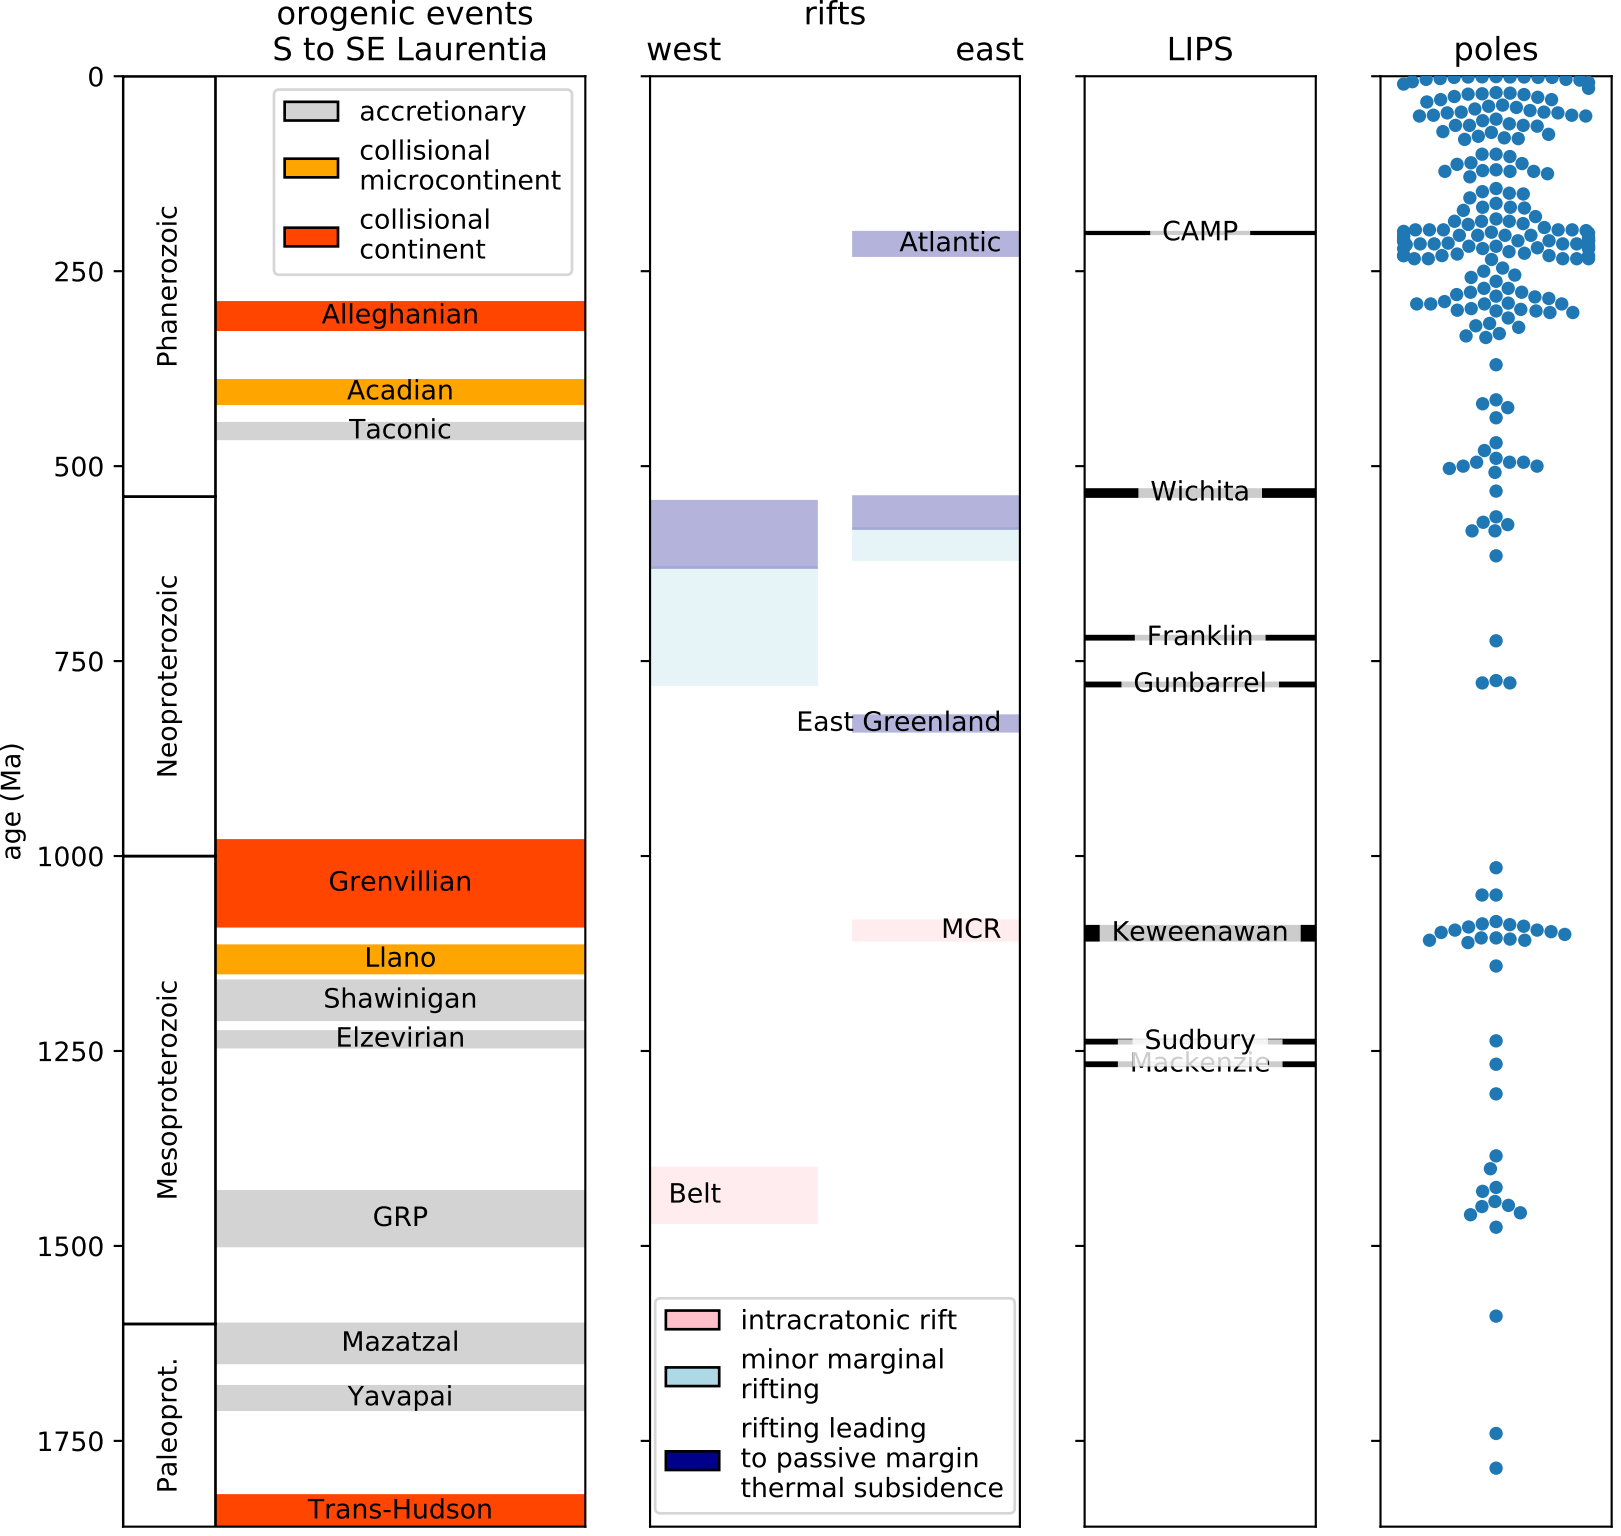 orogenic events
S to SE Laurentia
rifts
west
east
LIPS
poles
age (Ma)
0
250
500
750
1000
1250
1500
1750
Phanerozoic
Neoproterozoic
Mesoproterozoic
Paleoprot.
accretionary
collisional
microcontinent
collisional
continent
Alleghanian
Acadian
Taconic
Grenvillian
Llano
Shawinigan
Elzevirian
GRP
Mazatzal
Yavapai
Trans-Hudson
Atlantic
East Greenland
MCR
Belt
intracratonic rift
minor marginal
rifting
rifting leading
to passive margin
thermal subsidence
CAMP
Wichita
Franklin
Gunbarrel
Keweenawan
Sudbury
Mackenzie